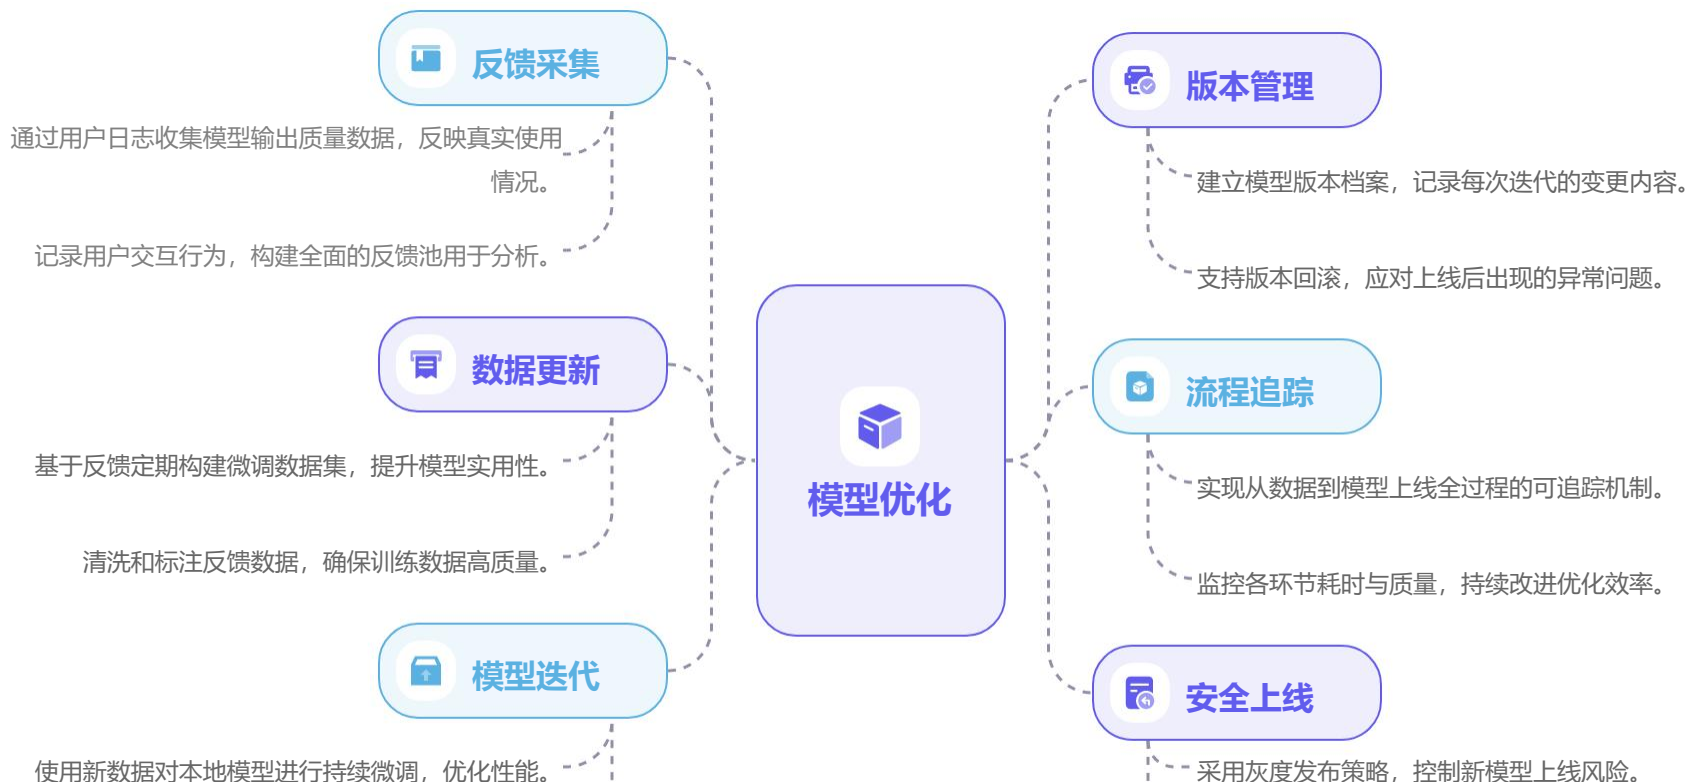 反馈采集
通过用户日志收集模型输出质量数据，反映真实使用
情况。
记录用户交互行为，构建全面的反馈池用于分析。
数据更新
基于反馈定期构建微调数据集，提升模型实用性。
清洗和标注反馈数据，确保训练数据高质量。
模型迭代
使用新数据对本地模型进行持续微调，优化性能。
模型优化
版本管理
建立模型版本档案，记录每次迭代的变更内容。
支持版本回滚，应对上线后出现的异常问题。
流程追踪
实现从数据到模型上线全过程的可追踪机制。
监控各环节耗时与质量，持续改进优化效率。
安全上线
采用灰度发布策略，控制新模型上线风险。